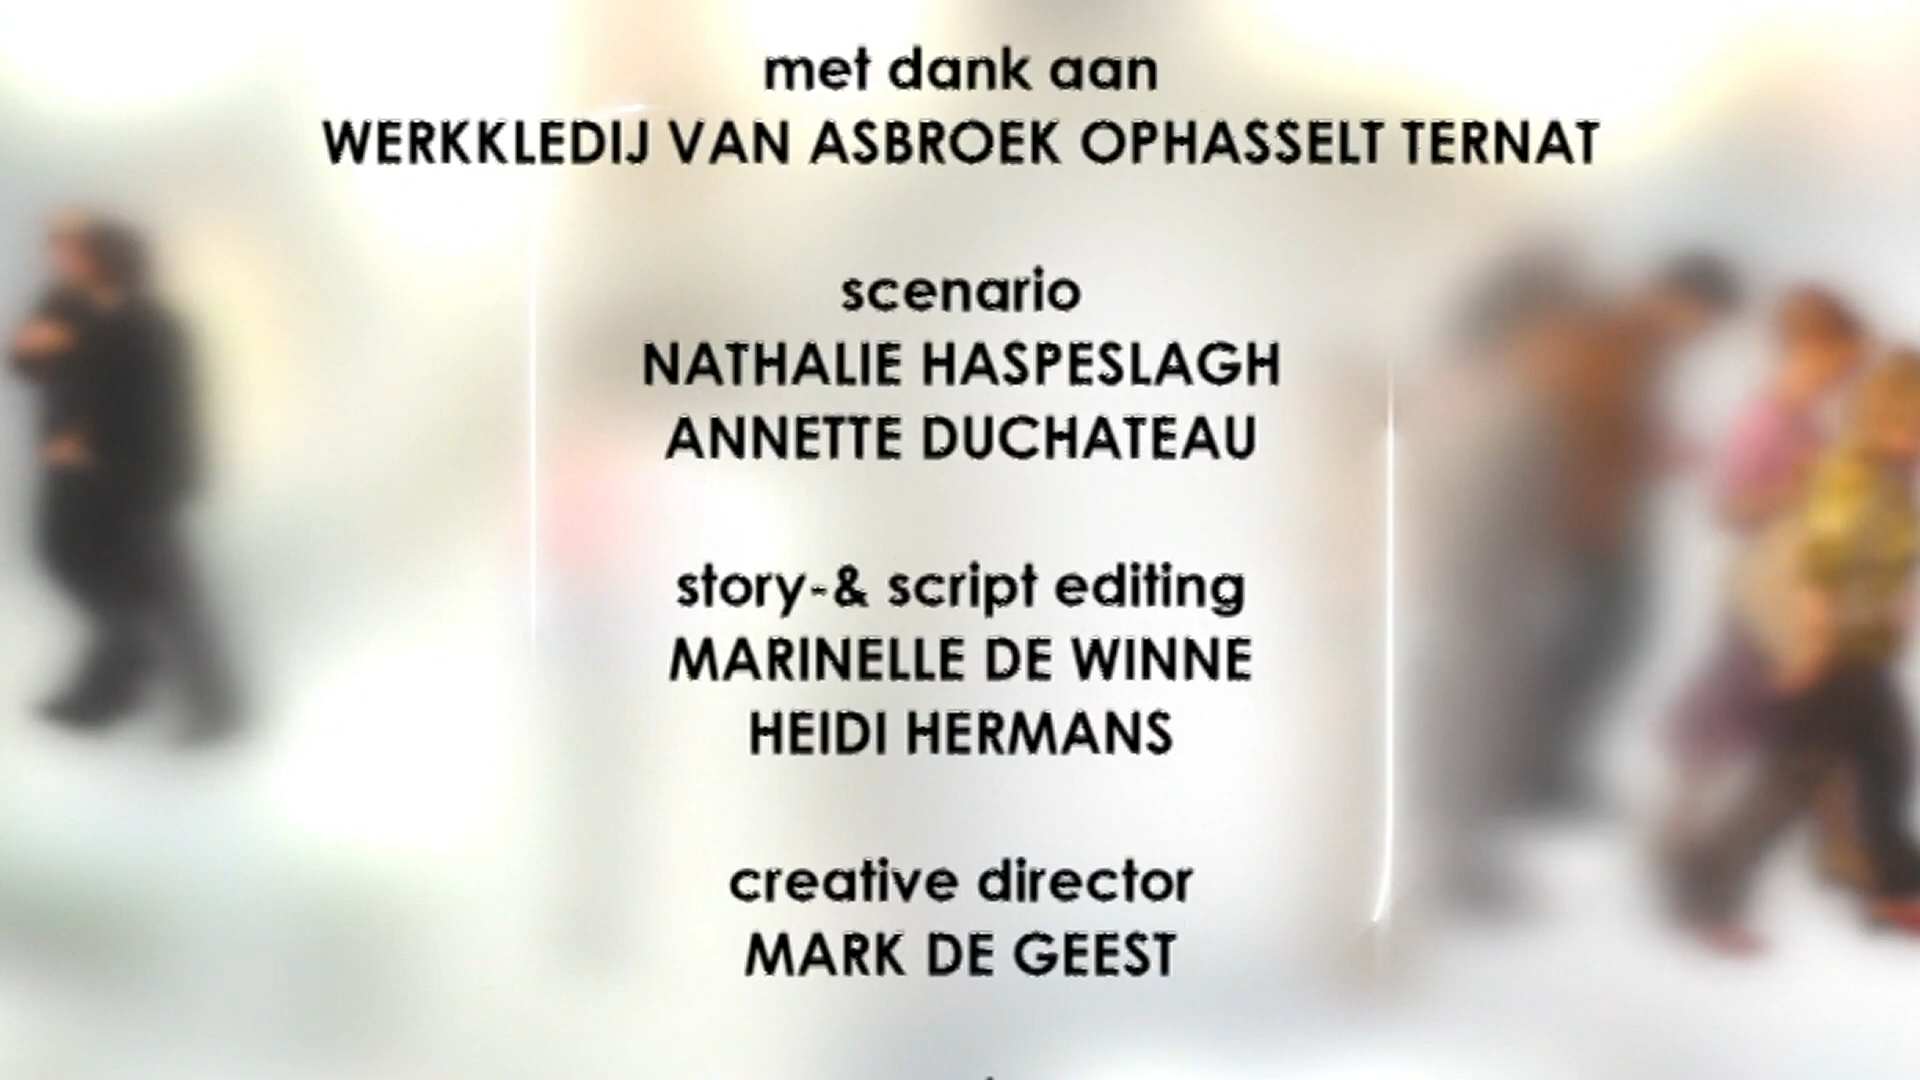 met dank aan
WERKKLEDIJ VAN ASBROEK OPHASSELT TERNAT
scenario
NATHALIE HASPESLAGH
ANNETTE DUCHATEAU
story-& script editing
MARINELLE DE WINNE
HEIDI HERMANS
creative director
MARK DE GEEST